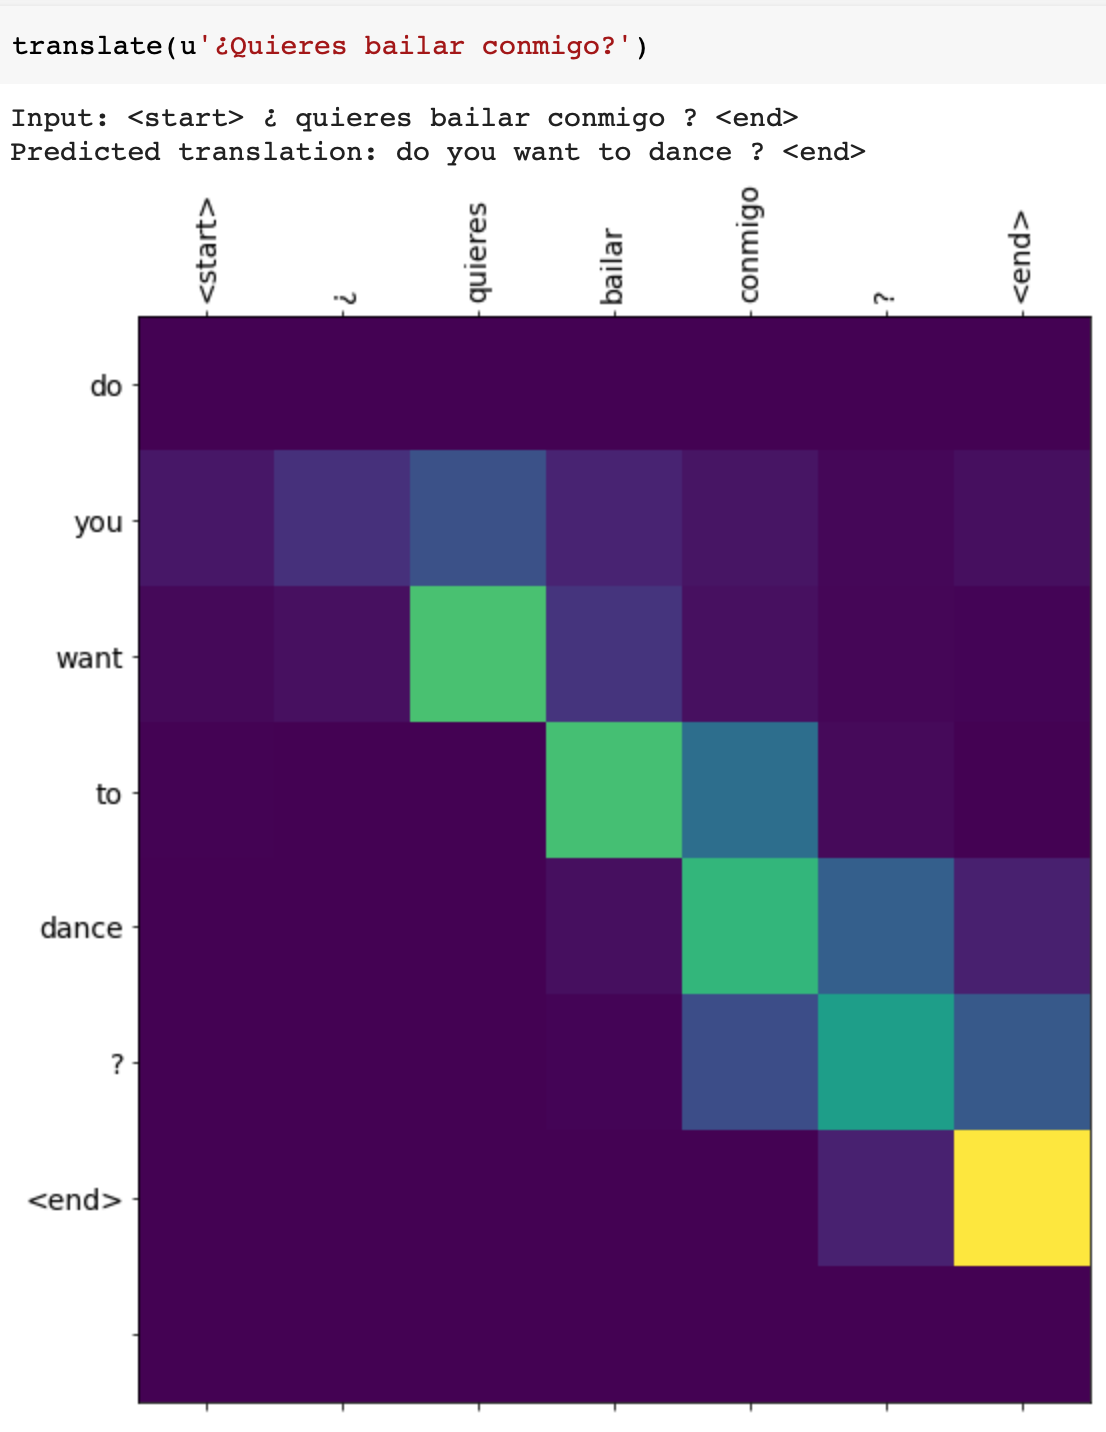 translate(u'¿Quieres bailar conmigo?')
Input: <start> ¿ quieres bailar conmigo ? <end>
Predicted translation: do you want to dance ? <end>
<start> ¿ quieres bailar conmigo ? <end>
do
you
want
to
dance
?
<end>